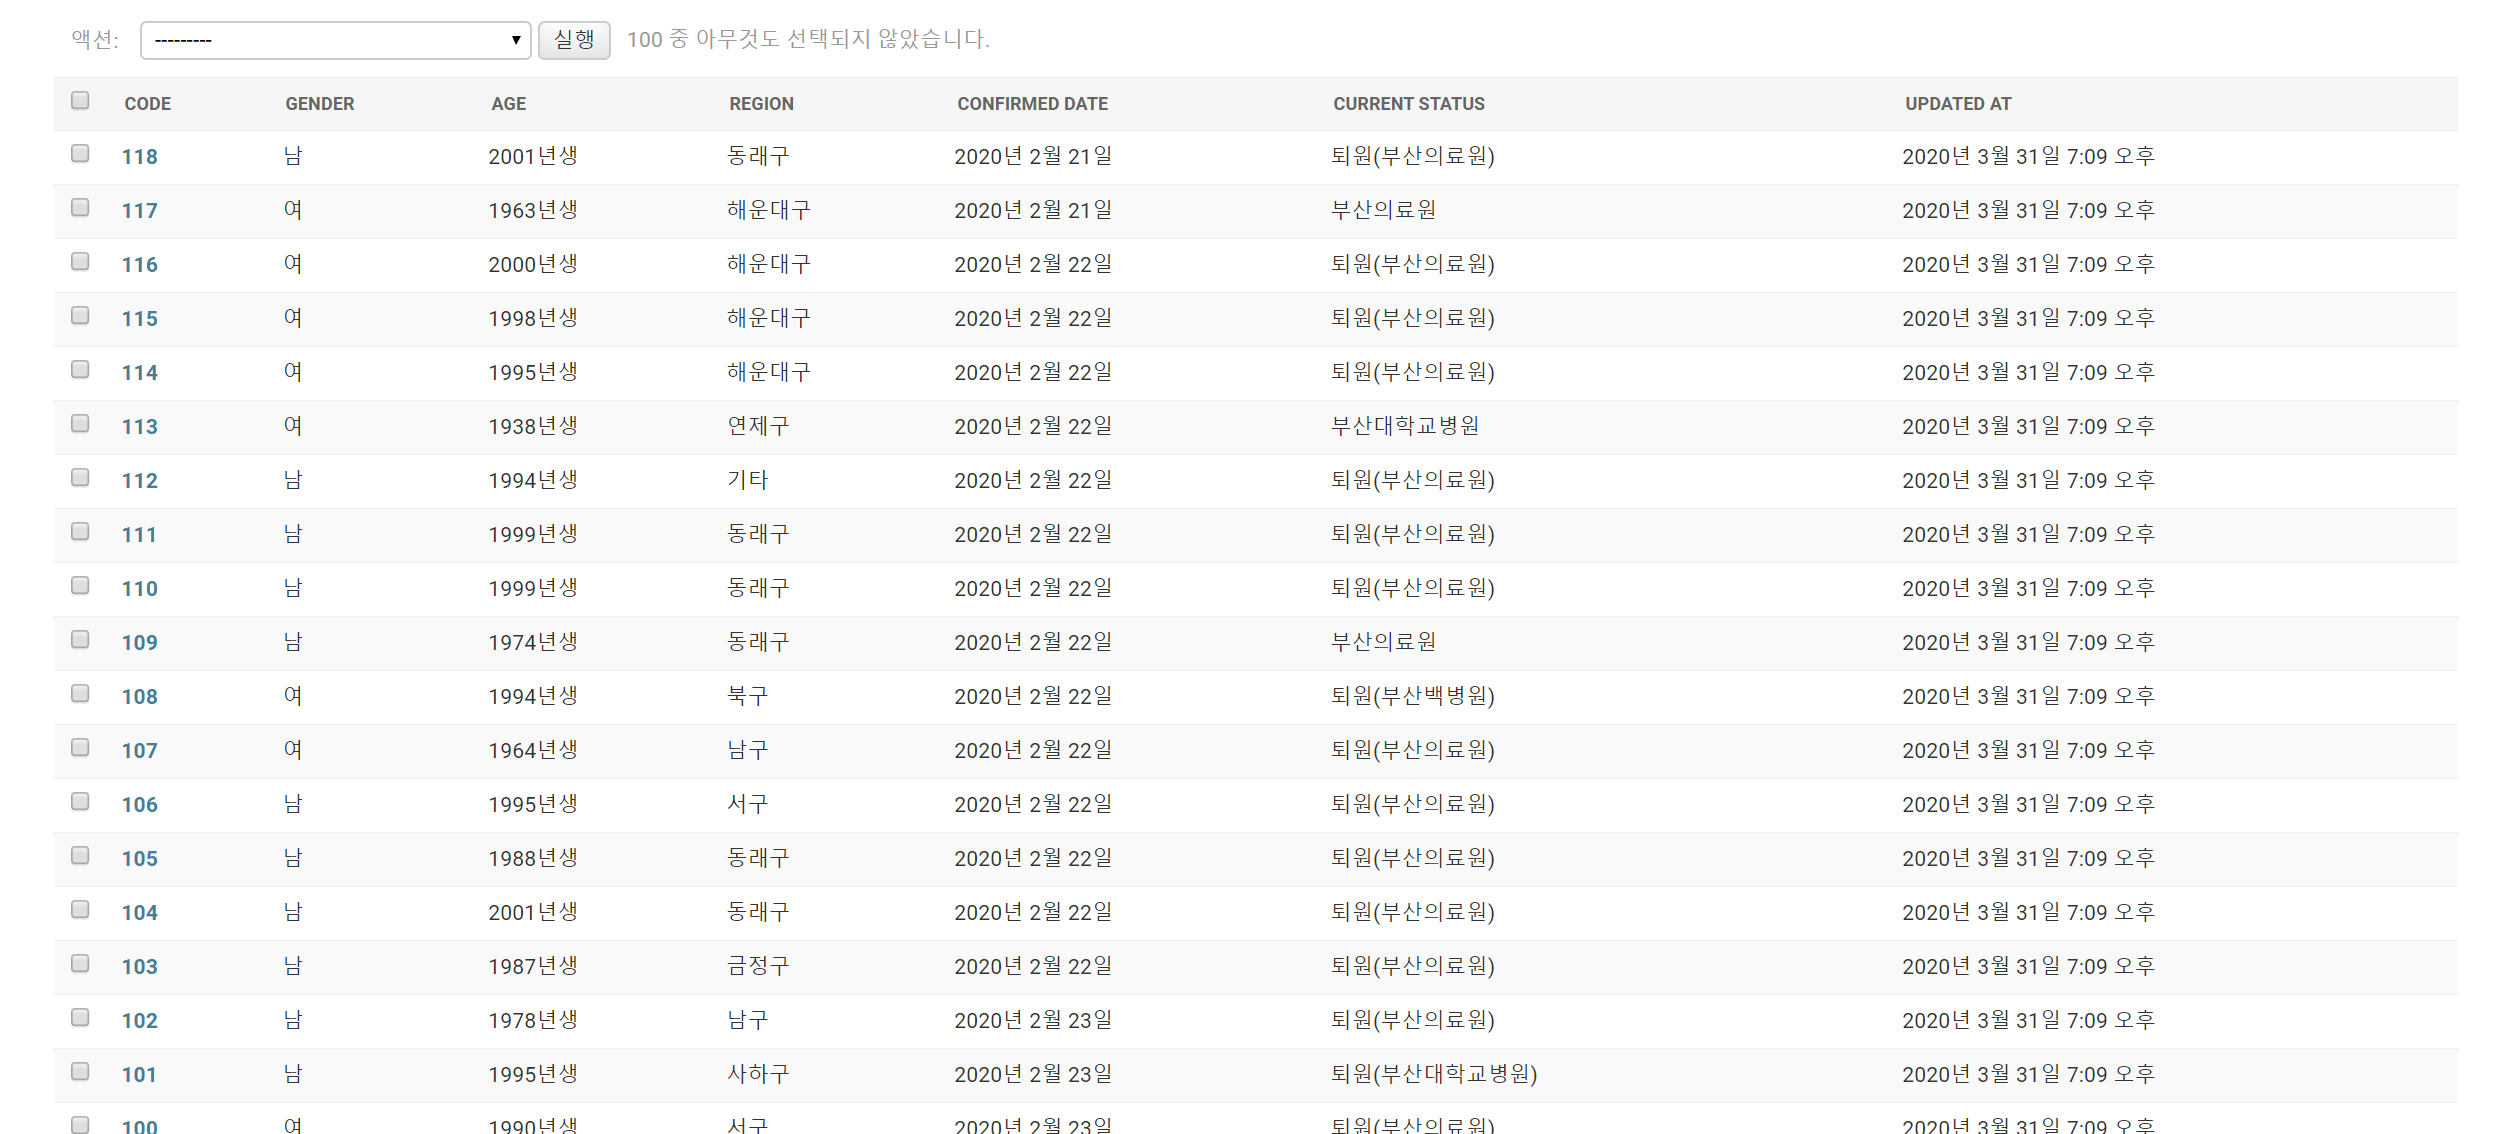 액션: --------- 실행 100 중 아무것도 선택되지 않았습니다.
CODE GENDER AGE REGION CONFIRMED DATE CURRENT STATUS UPDATED AT
118 남 2001년생 동래구 2020년 2월 21일 퇴원(부산의료원) 2020년 3월 31일 7:09 오후
117 여 1963년생 해운대구 2020년 2월 21일 부산의료원 2020년 3월 31일 7:09 오후
116 여 2000년생 해운대구 2020년 2월 22일 퇴원(부산의료원) 2020년 3월 31일 7:09 오후
115 여 1998년생 해운대구 2020년 2월 22일 퇴원(부산의료원) 2020년 3월 31일 7:09 오후
114 여 1995년생 해운대구 2020년 2월 22일 퇴원(부산의료원) 2020년 3월 31일 7:09 오후
113 여 1938년생 연제구 2020년 2월 22일 부산대학교병원 2020년 3월 31일 7:09 오후
112 남 1994년생 기타 2020년 2월 22일 퇴원(부산의료원) 2020년 3월 31일 7:09 오후
111 남 1999년생 동래구 2020년 2월 22일 퇴원(부산의료원) 2020년 3월 31일 7:09 오후
110 남 1999년생 동래구 2020년 2월 22일 퇴원(부산의료원) 2020년 3월 31일 7:09 오후
109 남 1974년생 동래구 2020년 2월 22일 부산의료원 2020년 3월 31일 7:09 오후
108 여 1994년생 북구 2020년 2월 22일 퇴원(부산백병원) 2020년 3월 31일 7:09 오후
107 여 1964년생 남구 2020년 2월 22일 퇴원(부산의료원) 2020년 3월 31일 7:09 오후
106 남 1995년생 서구 2020년 2월 22일 퇴원(부산의료원) 2020년 3월 31일 7:09 오후
105 남 1988년생 동래구 2020년 2월 22일 퇴원(부산의료원) 2020년 3월 31일 7:09 오후
104 남 2001년생 동래구 2020년 2월 22일 퇴원(부산의료원) 2020년 3월 31일 7:09 오후
103 남 1987년생 금정구 2020년 2월 22일 퇴원(부산의료원) 2020년 3월 31일 7:09 오후
102 남 1978년생 남구 2020년 2월 23일 퇴원(부산의료원) 2020년 3월 31일 7:09 오후
101 남 1995년생 사하구 2020년 2월 23일 퇴원(부산대학교병원) 2020년 3월 31일 7:09 오후
100 여 1990년생 서구 2020년 2월 23일 퇴원(부산의료원) 2020년 3월 31일 7:09 오후